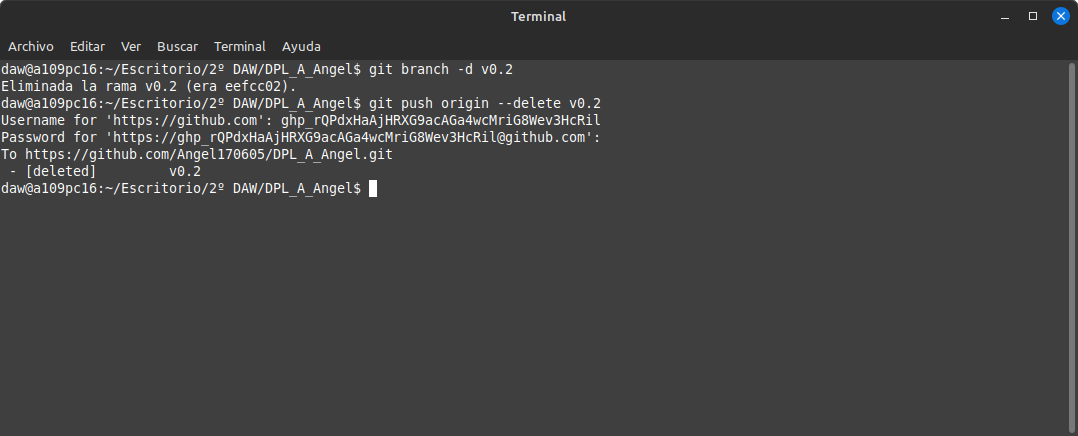 Terminal
Archivo Editar Ver Buscar Terminal Ayuda
daw@a109pc16:~/Escritorio/2º DAW/DPL_A_Angel$ git branch -d v0.2
Eliminada la rama v0.2 (era eefcc02).
daw@a109pc16:~/Escritorio/2º DAW/DPL_A_Angel$ git push origin --delete v0.2
Username for 'https://github.com': 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
Password for 'https://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@github.com':
To https://github.com/Angel170605/DPL_A_Angel.git
 - [deleted]         v0.2
daw@a109pc16:~/Escritorio/2º DAW/DPL_A_Angel$